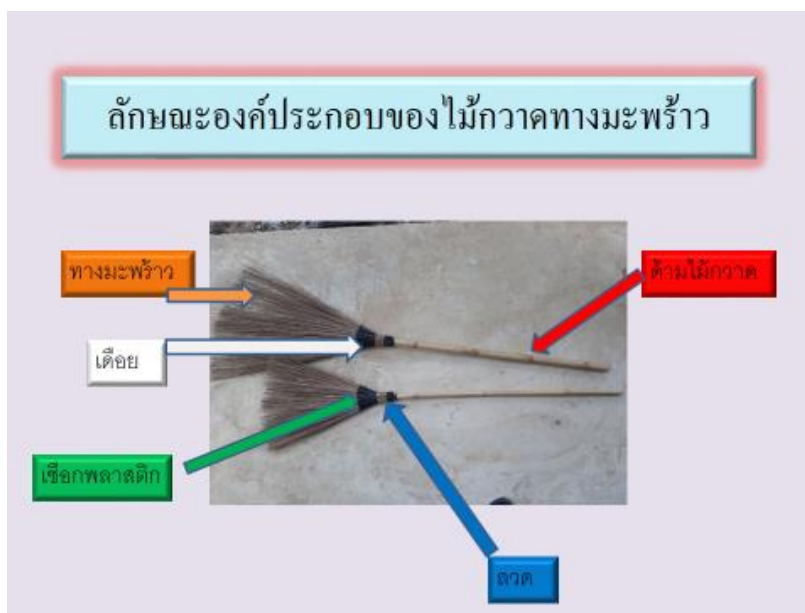 ลักษณะองค์ประกอบของไม้กวาดทางมะพร้าว
ทางมะพร้าว
ด้ามไม้กวาด
เดือย
เชือกพลาสติก
ลวด